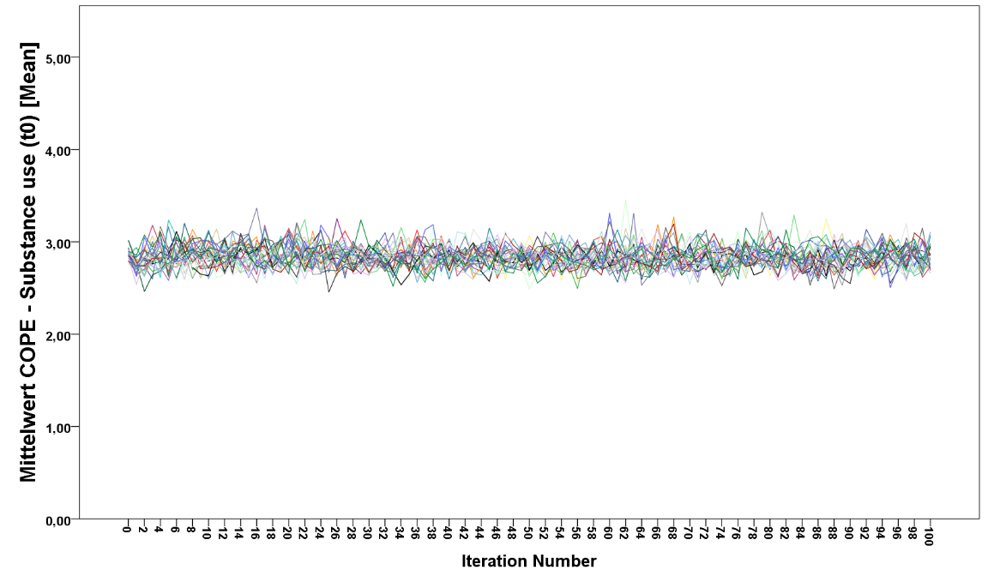 Mittelwert COPE - Substance use (t0) [Mean]
5,00
4,00
3,00
2,00
1,00
0,00
0 2 4 6 8 10 12 14 16 18 20 22 24 26 28 30 32 34 36 38 40 42 44 46 48 50 52 54 56 58 60 62 64 66 68 70 72 74 76 78 80 82 84 86 88 90 92 94 96 98 100
Iteration Number